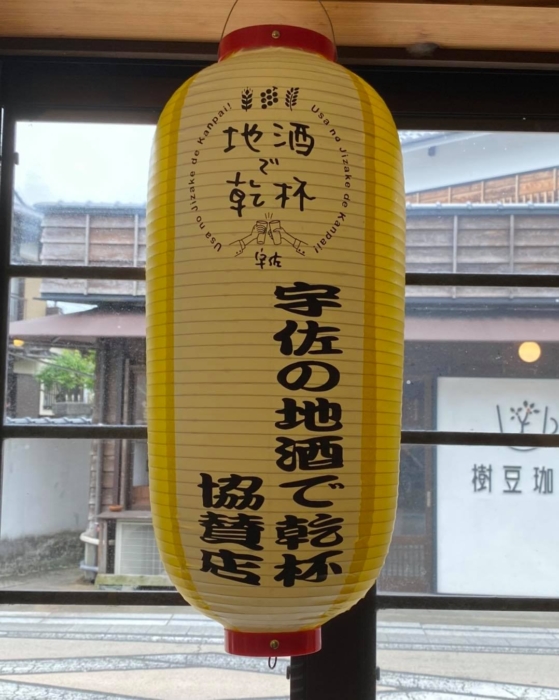 Usa no Jizake de Kanpai!
Usa no Jizake de Kanpai!
地酒
で
乾杯
宇佐
宇佐の地酒で乾杯
協賛店
樹豆珈